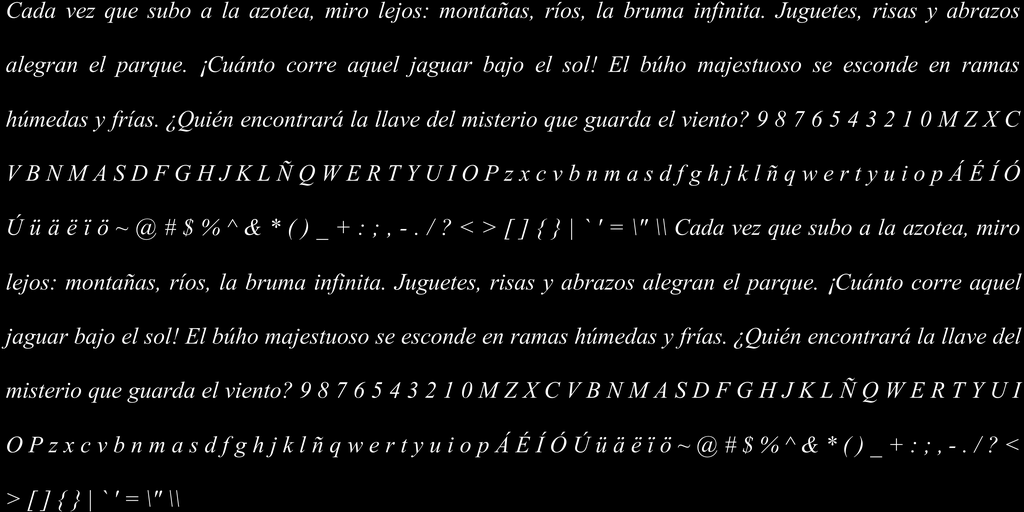 Cada vez que subo a la azotea, miro lejos: montañas, ríos, la bruma infinita. Juguetes, risas y abrazos
alegran el parque. ¡Cuánto corre aquel jaguar bajo el sol! El búho majestuoso se esconde en ramas
húmedas y frías. ¿Quién encontrará la llave del misterio que guarda el viento? 9 8 7 6 5 4 3 2 1 0 M Z X C
V B N M A S D F G H J K L Ñ Q W E R T Y U I O P z x c v b n m a s d f g h j k l ñ q w e r t y u i o p Á É Í Ó
Ú ü ä ë ï ö ~ @ # $ % ^ & * ( ) _ + : ; , - . / ? < > [ ] { } | ` ' = \" \\ Cada vez que subo a la azotea, miro
lejos: montañas, ríos, la bruma infinita. Juguetes, risas y abrazos alegran el parque. ¡Cuánto corre aquel
jaguar bajo el sol! El búho majestuoso se esconde en ramas húmedas y frías. ¿Quién encontrará la llave del
misterio que guarda el viento? 9 8 7 6 5 4 3 2 1 0 M Z X C V B N M A S D F G H J K L Ñ Q W E R T Y U I
O P z x c v b n m a s d f g h j k l ñ q w e r t y u i o p Á É Í Ó Ú ü ä ë ï ö ~ @ # $ % ^ & * ( ) _ + : ; , - . / ? <
> [ ] { } | ` ' = \" \\